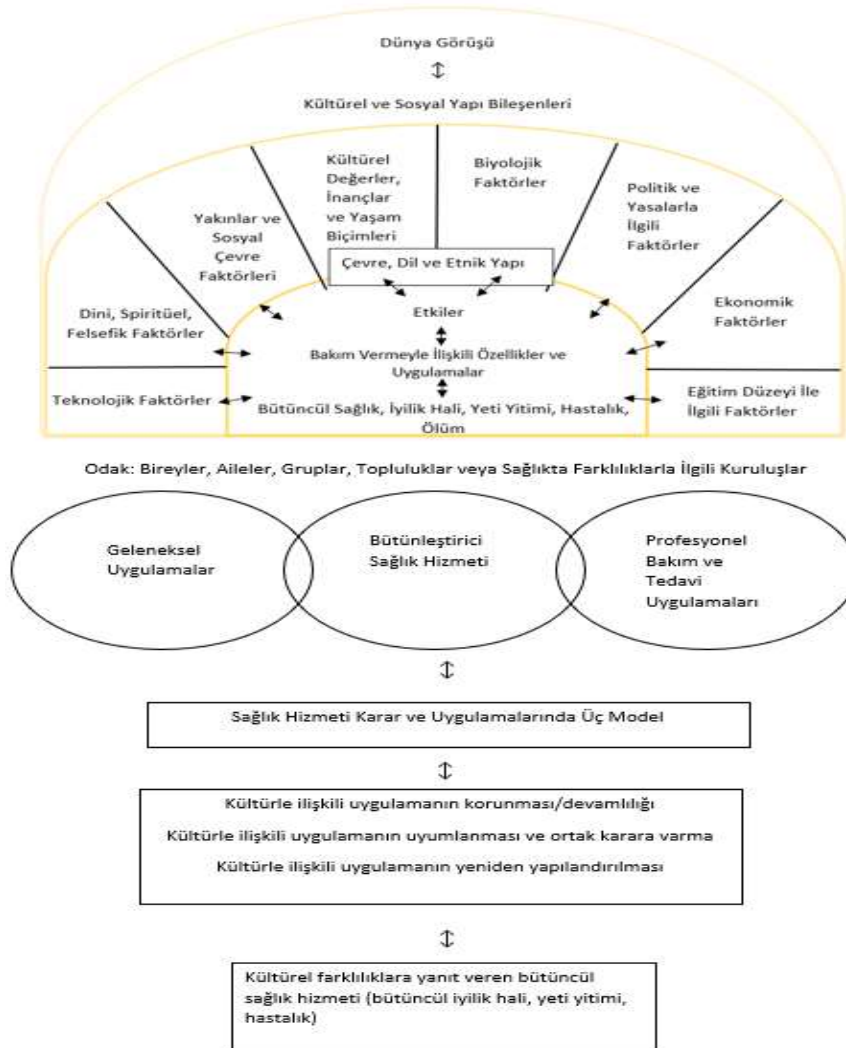 Dünya Görüşü
Kültürel ve Sosyal Yapı Bileşenleri
Dini, Spiritüel,
Felsefik Faktörler
Yakınlar ve
Sosyal
Çevre
Faktörleri
Kültürel
Değerler,
İnançlar
ve Yaşam
Biçimleri
Biyolojik
Faktörler
Politik ve
Yasalarla
İlgili
Faktörler
Ekonomik
Faktörler
Teknolojik Faktörler
Eğitim Düzeyi İle
İlgili Faktörler
Çevre, Dil ve Etnik Yapı
Etkiler
Bakım Vermeyle İlişkili Özellikler ve
Uygulamalar
Bütüncül Sağlık, İyilik Hali, Yeti Yitimi, Hastalık,
Ölüm
Odak: Bireyler, Aileler, Gruplar, Topluluklar veya Sağlıkta Farklılıklarla İlgili Kuruluşlar
Geleneksel
Uygulamalar
Bütünleştirici
Sağlık Hizmeti
Profesyonel
Bakım ve
Tedavi
Uygulamaları
Sağlık Hizmeti Karar ve Uygulamalarında Üç Model
Kültürle ilişkili uygulamanın korunması/devamlılığı
Kültürle ilişkili uygulamanın uyumlanması ve ortak karara varma
Kültürle ilişkili uygulamanın yeniden yapılandırılması
Kültürel farklılıklara yanıt veren bütüncül
sağlık hizmeti (bütüncül iyilik hali, yeti yitimi,
hastalık)